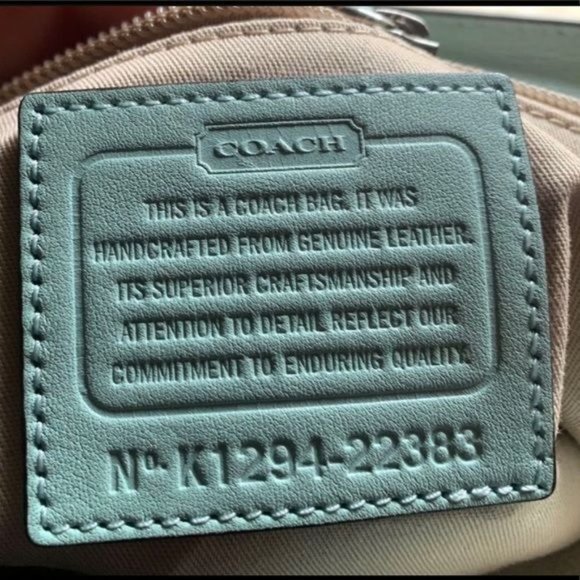 COACH
THIS IS A COACH BAG. IT WAS
HANDCRAFTED FROM GENUINE LEATHER.
ITS SUPERIOR CRAFTSMANSHIP AND
ATTENTION TO DETAIL REFLECT OUR
COMMITMENT TO ENDURING QUALITY.
No. K1294-22383